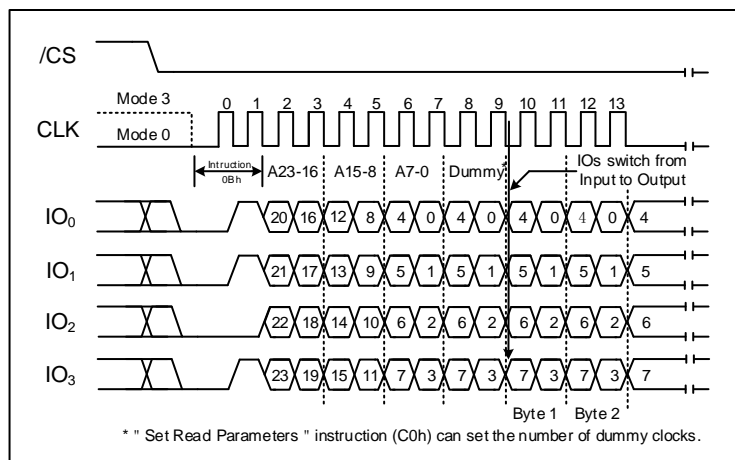 /CS
Mode 3
0 1 2 3 4 5 6 7 8 9 10 11 12 13
CLK
Mode 0
Intruction
0Bh
A23-16 A15-8 A7-0 Dummy*
IOs switch from
Input to Output
IO0 20 16 12 8 4 0 4 0 4 0 4 0 4
IO1 21 17 13 9 5 1 5 1 5 1 5 1 5
IO2 22 18 14 10 6 2 6 2 6 2 6 2 6
IO3 23 19 15 11 7 3 7 3 7 3 7 3 7
Byte 1 Byte 2
* " Set Read Parameters " instruction (C0h) can set the number of dummy clocks.